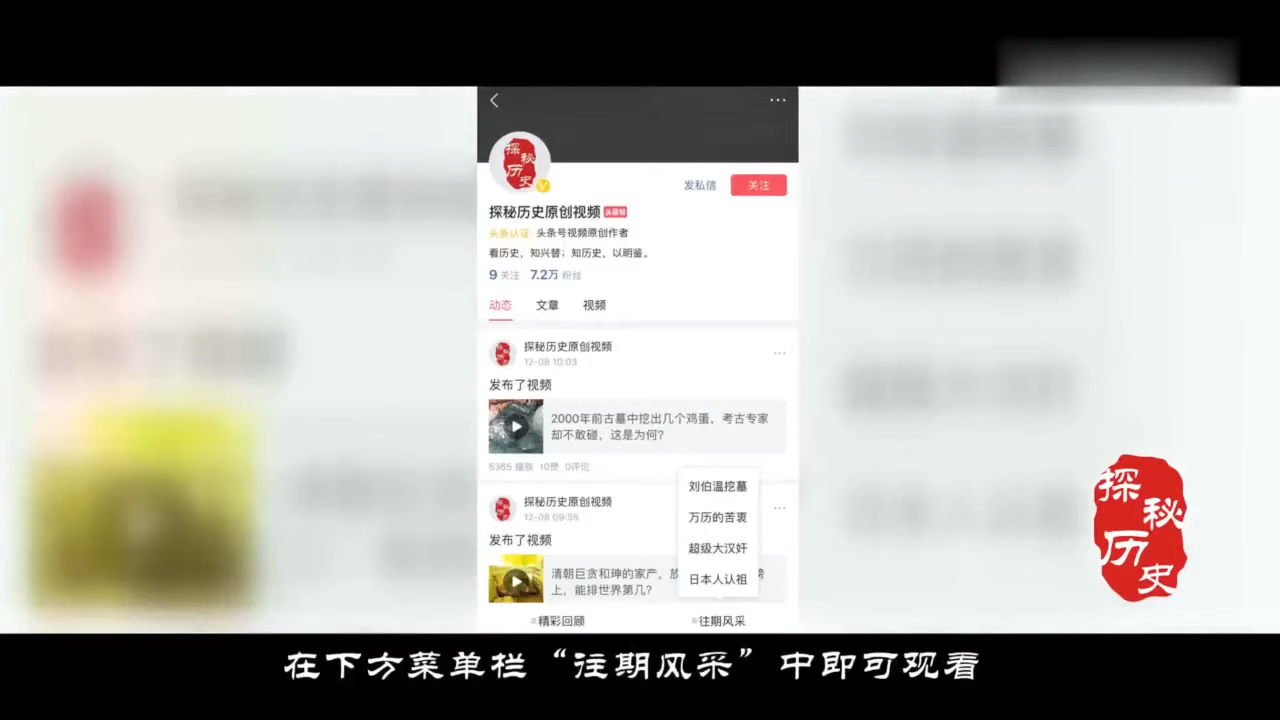 探秘历史
发私信
关注
探秘历史原创视频
头条认证 头条号视频原创作者
看历史，知兴替；知历史，以明鉴。
9 关注 7.2万 粉丝
动态 文章 视频
探秘历史原创视频
12-08 10:03
发布了视频
2000年前古墓中挖出几个鸡蛋，考古专家
却不敢碰，这是为何？
5365 播放 10赞 0评论
探秘历史原创视频
12-08 09:55
发布了视频
清朝巨贪和珅的家产，放
上，能排世界第几？
刘伯温挖墓
万历的苦衷
超级大汉奸
日本人认祖
精彩回顾
往期风采
探秘历史
在下方菜单栏“往期风采”中即可观看